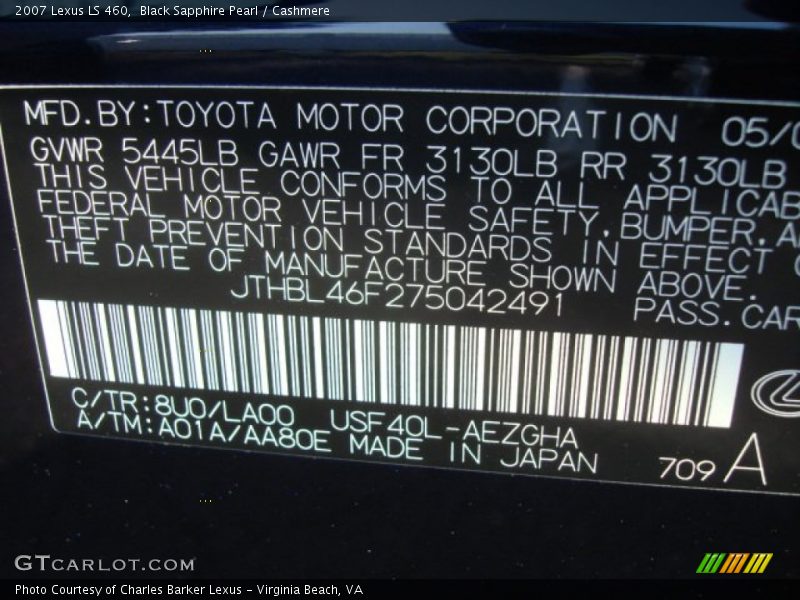 2007 Lexus LS 460, Black Sapphire Pearl / Cashmere
MFD.BY:TOYOTA MOTOR CORPORATION 05/0
GVWR 5445LB GAWR FR 3130LB RR 3130LB
THIS VEHICLE CONFORMS TO ALL APPLICAB
FEDERAL MOTOR VEHICLE SAFETY,BUMPER,A
THEFT PREVENTION STANDARDS IN EFFECT
THE DATE OF MANUFACTURE SHOWN ABOVE.
JTHBL46F275042491 PASS.CAR
C/TR:8U0/LA00 USF40L-AEZGHA
A/TM:A01A/AA80E MADE IN JAPAN 709 A
GTCARLOT.COM
Photo Courtesy of Charles Barker Lexus - Virginia Beach, VA